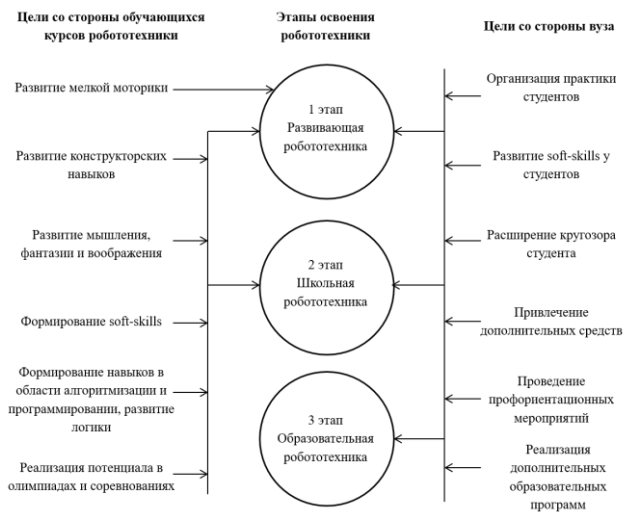 Цели со стороны обучающихся
курсов робототехники
Развитие мелкой моторики
Развитие конструкторских
навыков
Развитие мышления,
фантазии и воображения
Формирование soft-skills
Формирование навыков в
области алгоритмизации и
программировании, развитие
логики
Реализация потенциала в
олимпиадах и соревнованиях
Этапы освоения
робототехники
1 этап
Развивающая
робототехника
2 этап
Школьная
робототехника
3 этап
Образовательная
робототехника
Цели со стороны вуза
Организация практики
студентов
Развитие soft-skills у
студентов
Расширение кругозора
студента
Привлечение
дополнительных средств
Проведение
профориентационных
мероприятий
Реализация
дополнительных
образовательных
программ